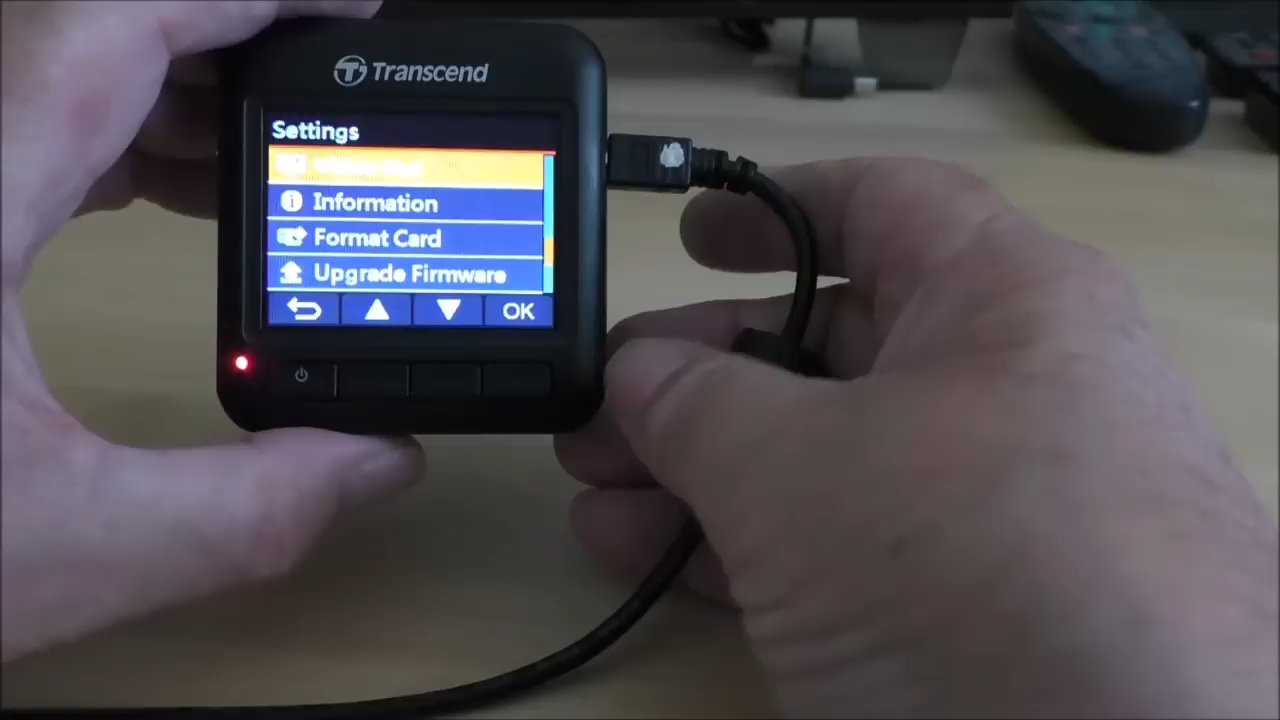 Transcend
Settings
Information
Format Card
Upgrade Firmware
OK